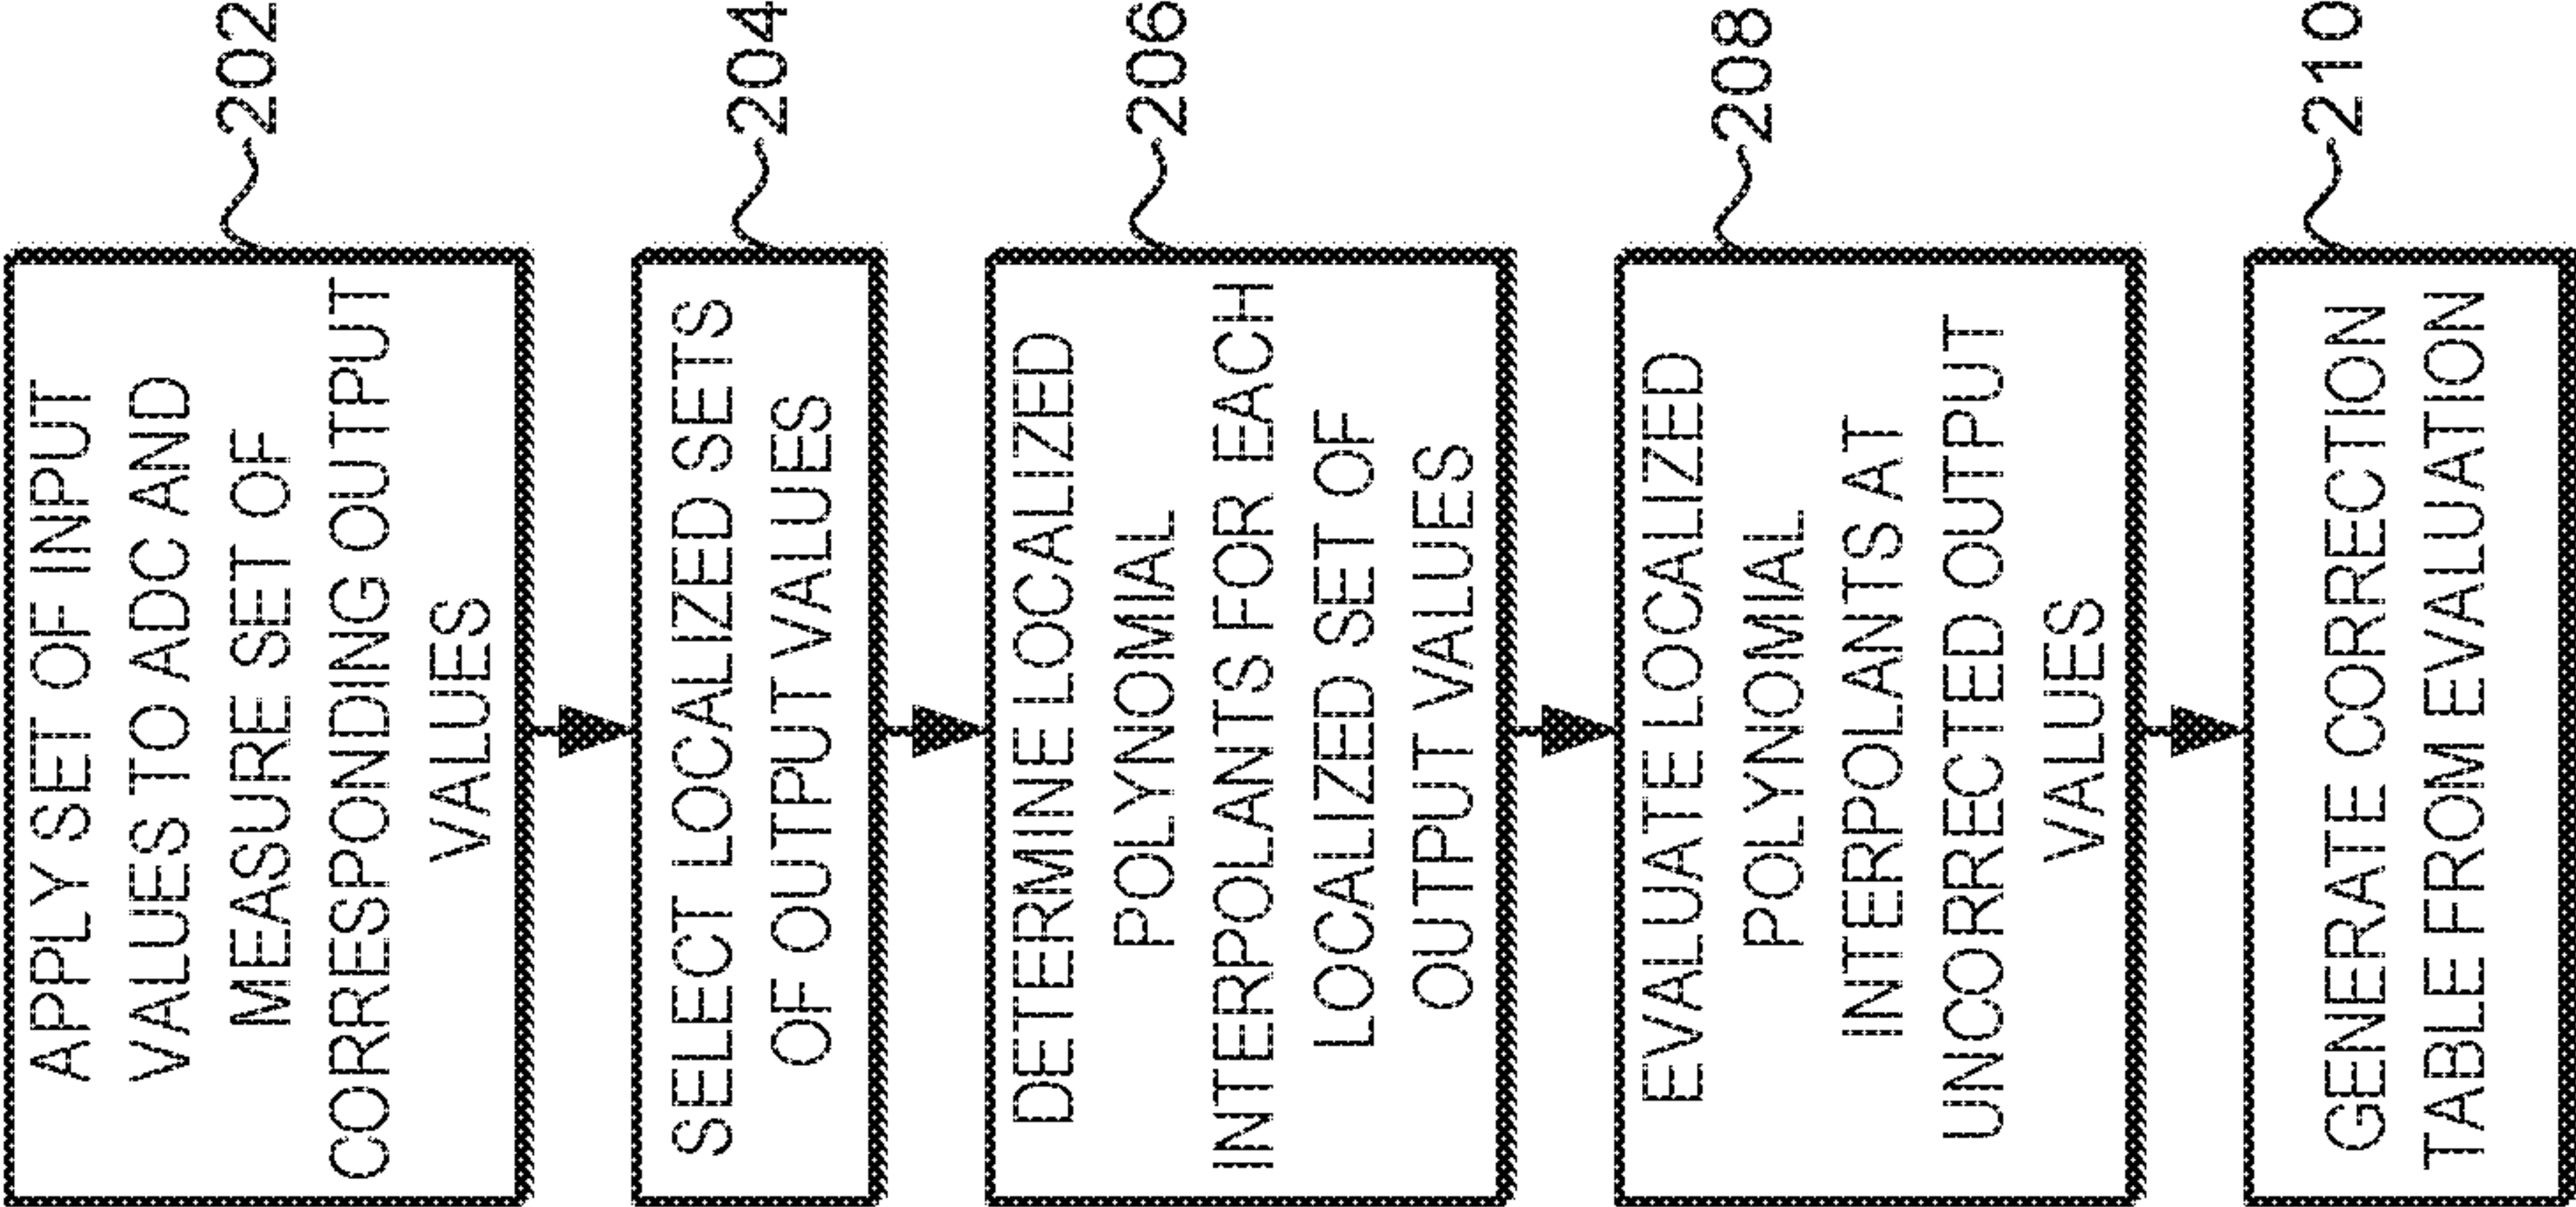 APPLY SET OF INPUT
VALUES TO ADC AND
MEASURE SET OF
CORRESPONDING OUTPUT
VALUES
202
SELECT LOCALIZED SETS
OF OUTPUT VALUES
204
DETERMINE LOCALIZED
POLYNOMIAL
INTERPOLANTS FOR EACH
LOCALIZED SET OF
OUTPUT VALUES
206
EVALUATE LOCALIZED
POLYNOMIAL
INTERPOLANTS AT
UNCORRECTED OUTPUT
VALUES
208
GENERATE CORRECTION
TABLE FROM EVALUATION
210